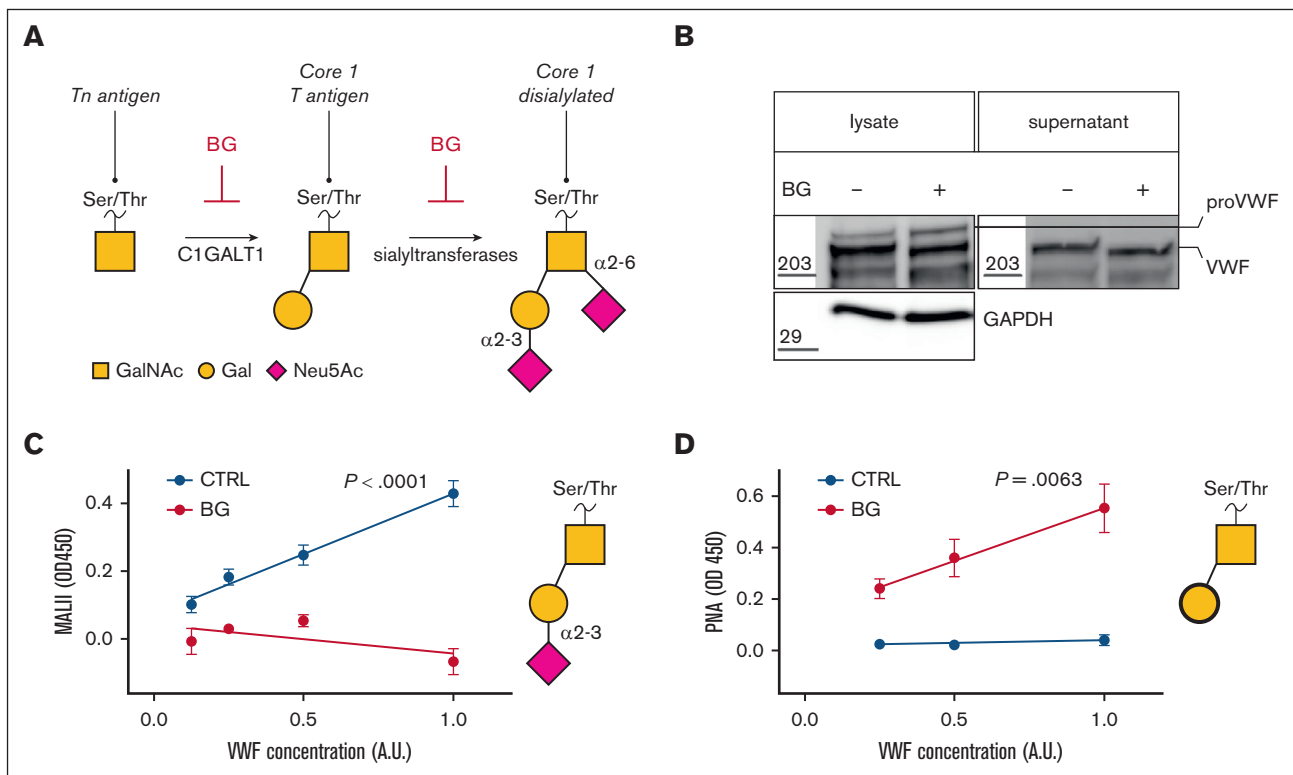 A
Tn antigen
Core 1
T antigen
Core 1
disialylated
BG
BG
Ser/Thr
Ser/Thr
Ser/Thr
C1GALT1
sialyltransferases
α2-6
α2-3
GalNAc
Gal
Neu5Ac
B
lysate
supernatant
BG
–
+
–
+
proVWF
VWF
203
203
GAPDH
29
C
CTRL
BG
P < .0001
MALII (OD450)
0.4
0.2
0.0
0.0
0.5
1.0
VWF concentration (A.U.)
Ser/Thr
α2-3
D
CTRL
BG
P = .0063
PNA (OD 450)
0.6
0.4
0.2
0.0
0.0
0.5
1.0
VWF concentration (A.U.)
Ser/Thr